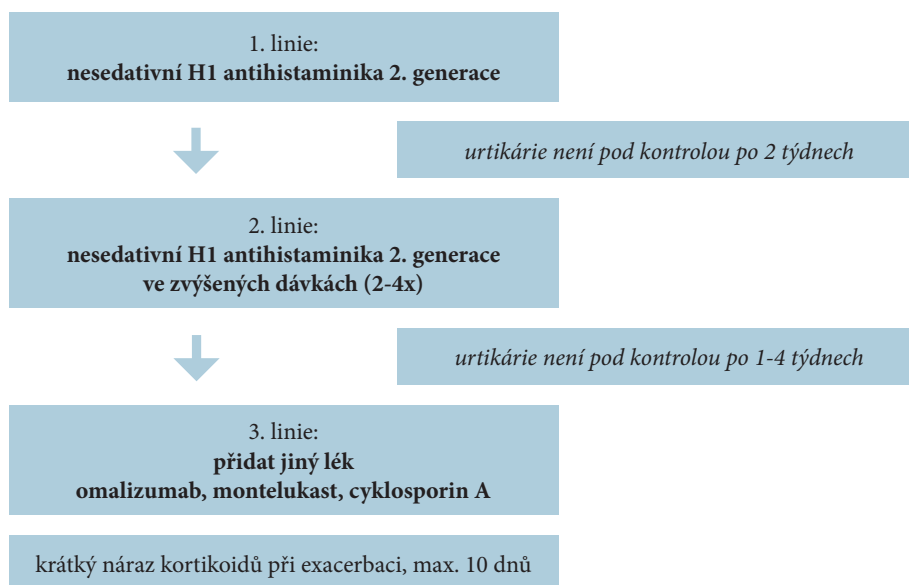 1. linie:
nesedativní H1 antihistaminika 2. generace
urtikárie není pod kontrolou po 2 týdnech
2. linie:
nesedativní H1 antihistaminika 2. generace
ve zvýšených dávkách (2-4x)
urtikárie není pod kontrolou po 1-4 týdnech
3. linie:
přidat jiný lék
omalizumab, montelukast, cyklosporin A
krátký náraz kortikoidů při exacerbaci, max. 10 dnů